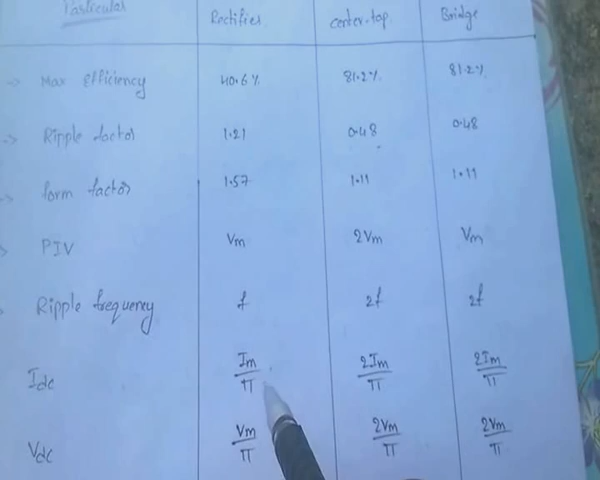 Particular Rectifier Center-tap Bridge
Max Efficiency 40.6% 81.2% 81.2%
Ripple factor 1.21 0.48 0.48
form factor 1.57 1.11 1.11
PIV Vm 2Vm Vm
Ripple frequency f 2f 2f
Idc Im/π 2Im/π 2Im/π
Vdc Vm/π 2Vm/π 2Vm/π